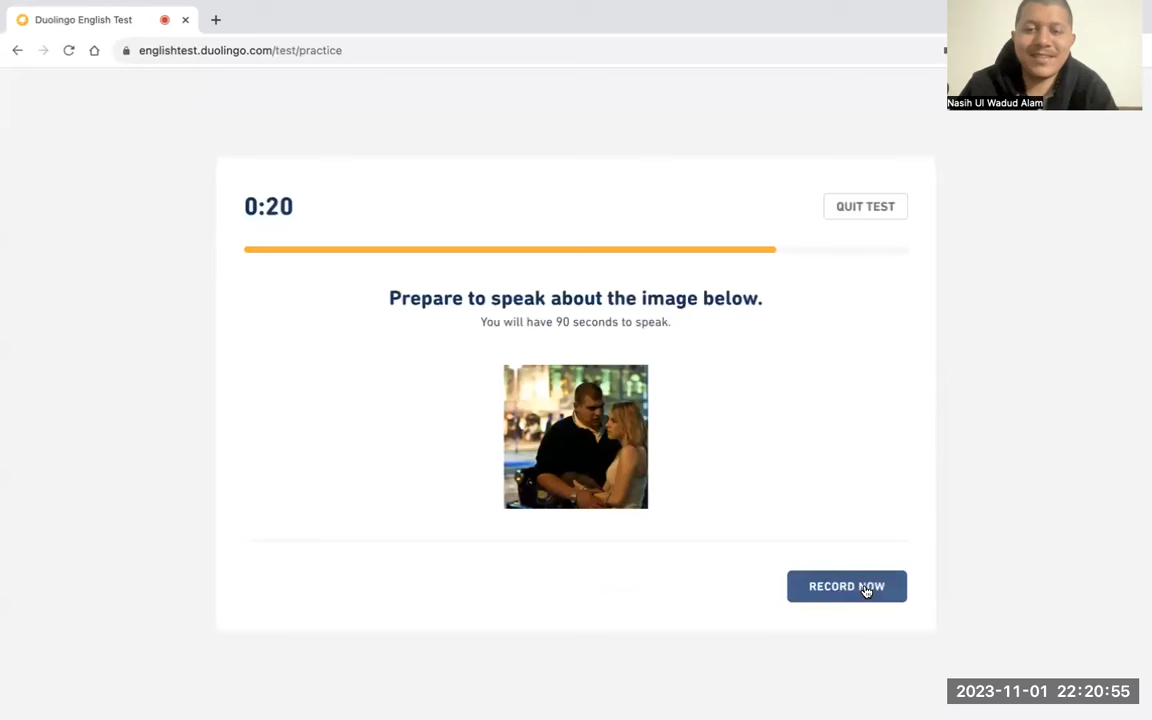 Duolingo English Test
englishtest.duolingo.com/test/practice
Nasih Ul Wadud Alam
0:20
QUIT TEST
Prepare to speak about the image below.
You will have 90 seconds to speak.
RECORD NOW
2023-11-01 22:20:55